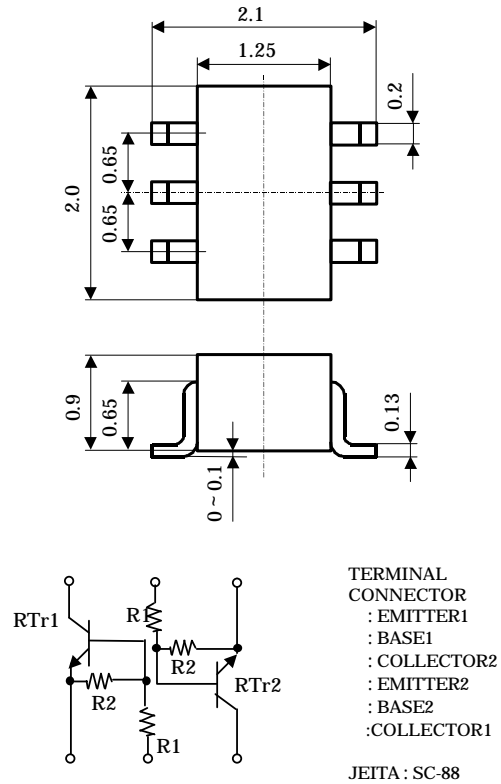 2.1
1.25
0.2
0.65
2.0
0.65
0.9
0.65
0.13
0 ~ 0.1
RTr1
R1
R2
R2
RTr2
R1
TERMINAL
CONNECTOR
: EMITTER1
: BASE1
: COLLECTOR2
: EMITTER2
: BASE2
:COLLECTOR1
JEITA : SC-88